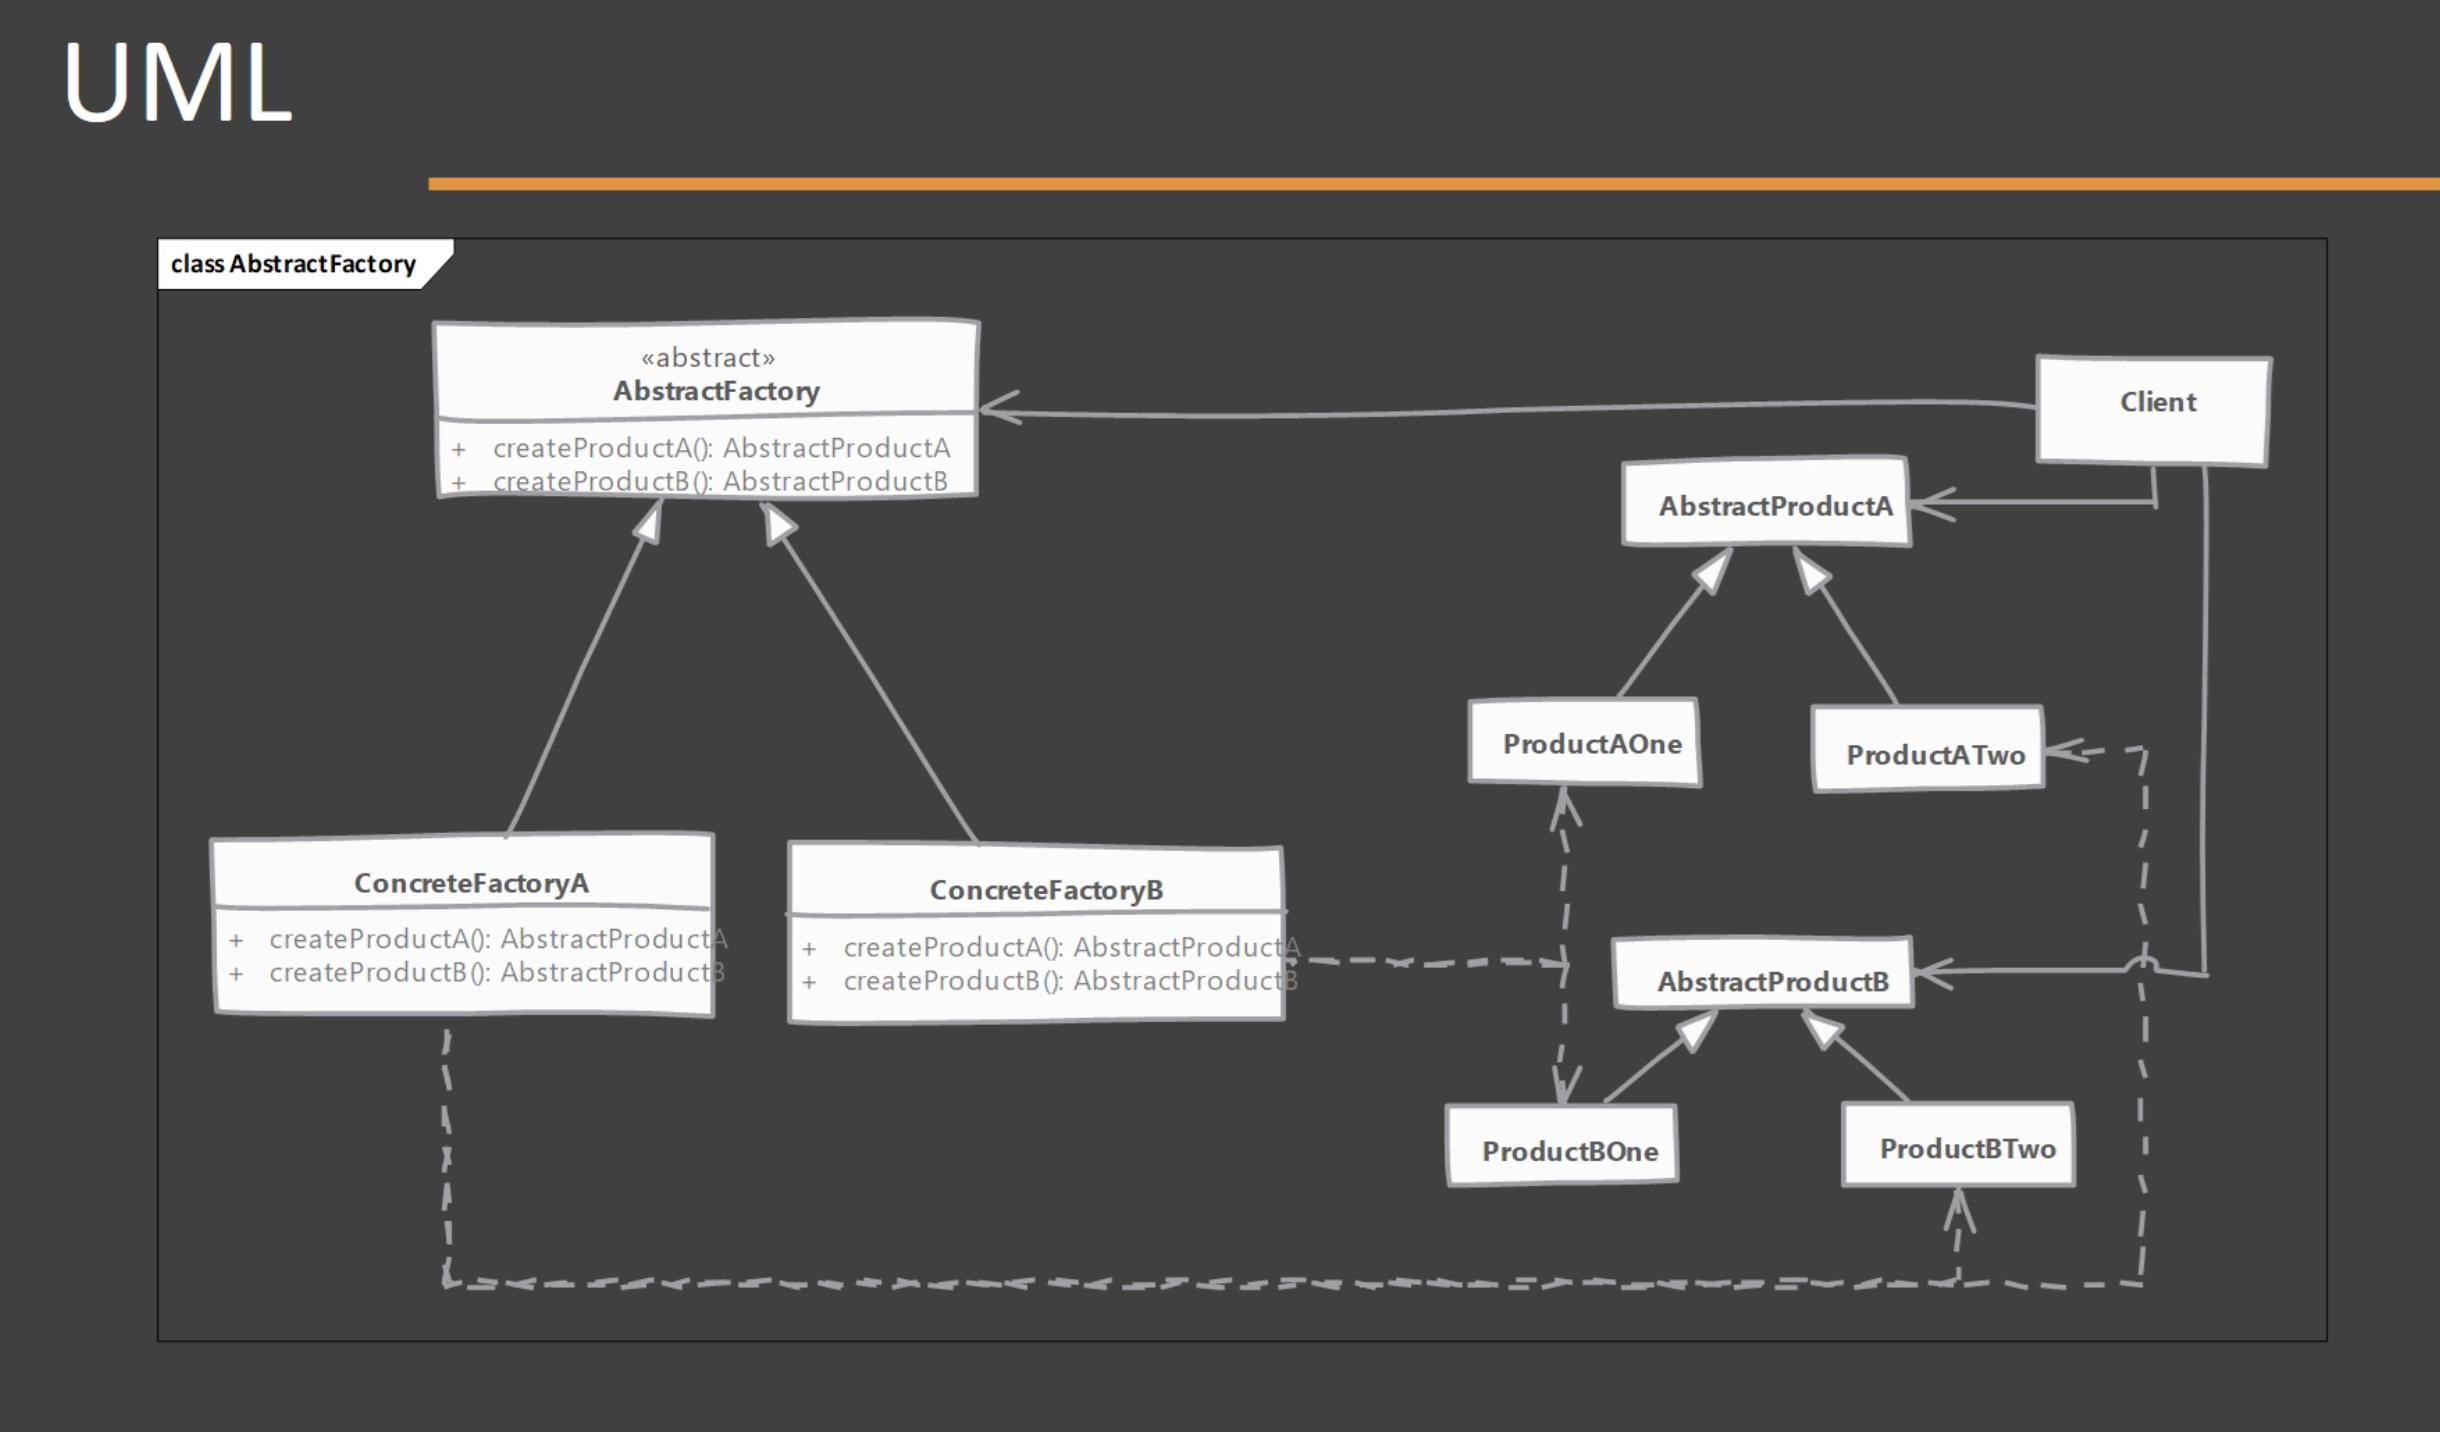 UML
class AbstractFactory
«abstract»
AbstractFactory
+ createProductA(): AbstractProductA
+ createProductB(): AbstractProductB
Client
AbstractProductA
ProductAOne
ProductATwo
ConcreteFactoryA
+ createProductA(): AbstractProductA
+ createProductB(): AbstractProductB
ConcreteFactoryB
+ createProductA(): AbstractProductA
+ createProductB(): AbstractProductB
AbstractProductB
ProductBOne
ProductBTwo